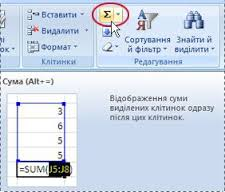 Вставити
Σ
Видалити
Формат
Сортування й фільтр
Знайти й виділити
Клітинки
Редагування
Сума (Alt+=)
3
6
5
5
=SUM(J5:J8)
Відображення суми
виділених клітинок одразу
після цих клітинок.